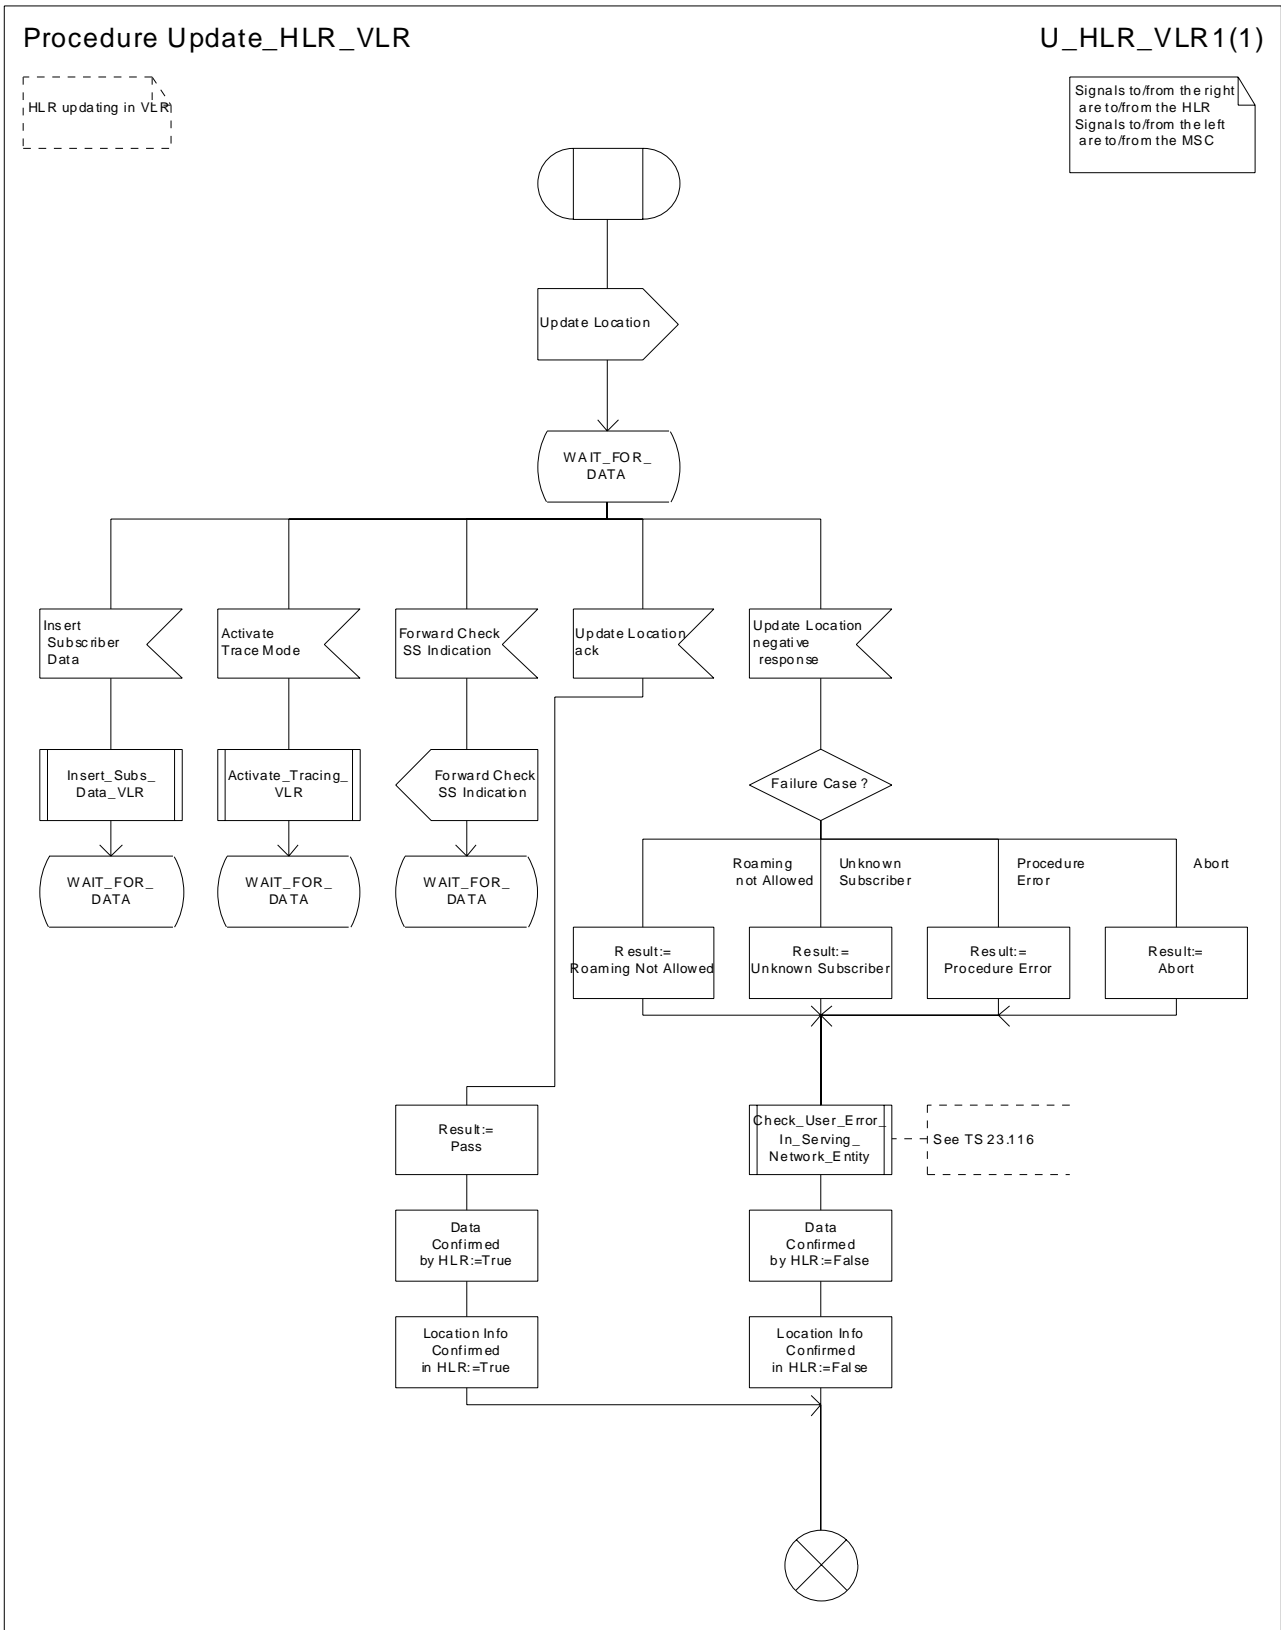 Procedure Update_HLR_VLR
U_HLR_VLR1(1)
HLR updating in VLR
Signals to/from the right
are to/from the HLR
Signals to/from the left
are to/from the MSC
Update Location
WAIT_FOR_
DATA
Insert
Subscriber
Data
Activate
Trace Mode
Forward Check
SS Indication
Update Location
ack
Update Location
negative
response
Insert_Subs_
Data_VLR
Activate_Tracing_
VLR
Forward Check
SS Indication
Failure Case ?
WAIT_FOR_
DATA
WAIT_FOR_
DATA
WAIT_FOR_
DATA
Roaming
not Allowed
Unknown
Subscriber
Procedure
Error
Abort
Result:=
Roaming Not Allowed
Result:=
Unknown Subscriber
Result:=
Procedure Error
Result:=
Abort
Result:=
Pass
Check_User_Error_
In_Serving_
Network_Entity
See TS 23.116
Data
Confirmed
by HLR:=True
Data
Confirmed
by HLR:=False
Location Info
Confirmed
in HLR:=True
Location Info
Confirmed
in HLR:=False